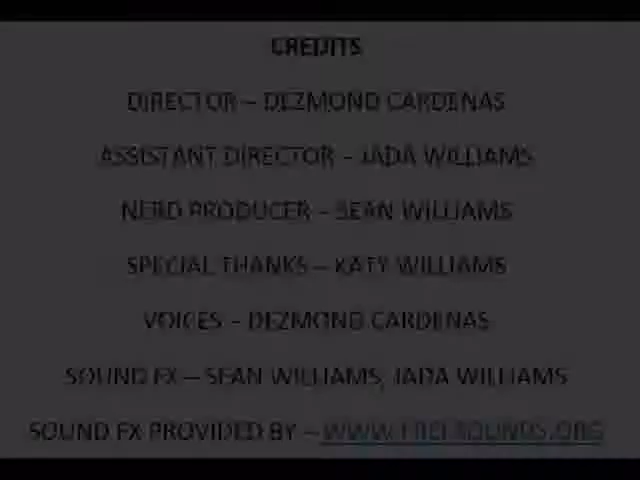 CREDITS
DIRECTOR – DEZMOND CARDENAS
ASSISTANT DIRECTOR – JADA WILLIAMS
NERD PRODUCER – SEAN WILLIAMS
SPECIAL THANKS – KATY WILLIAMS
VOICES – DEZMOND CARDENAS
SOUND FX – SEAN WILLIAMS, JADA WILLIAMS
SOUND FX PROVIDED BY –